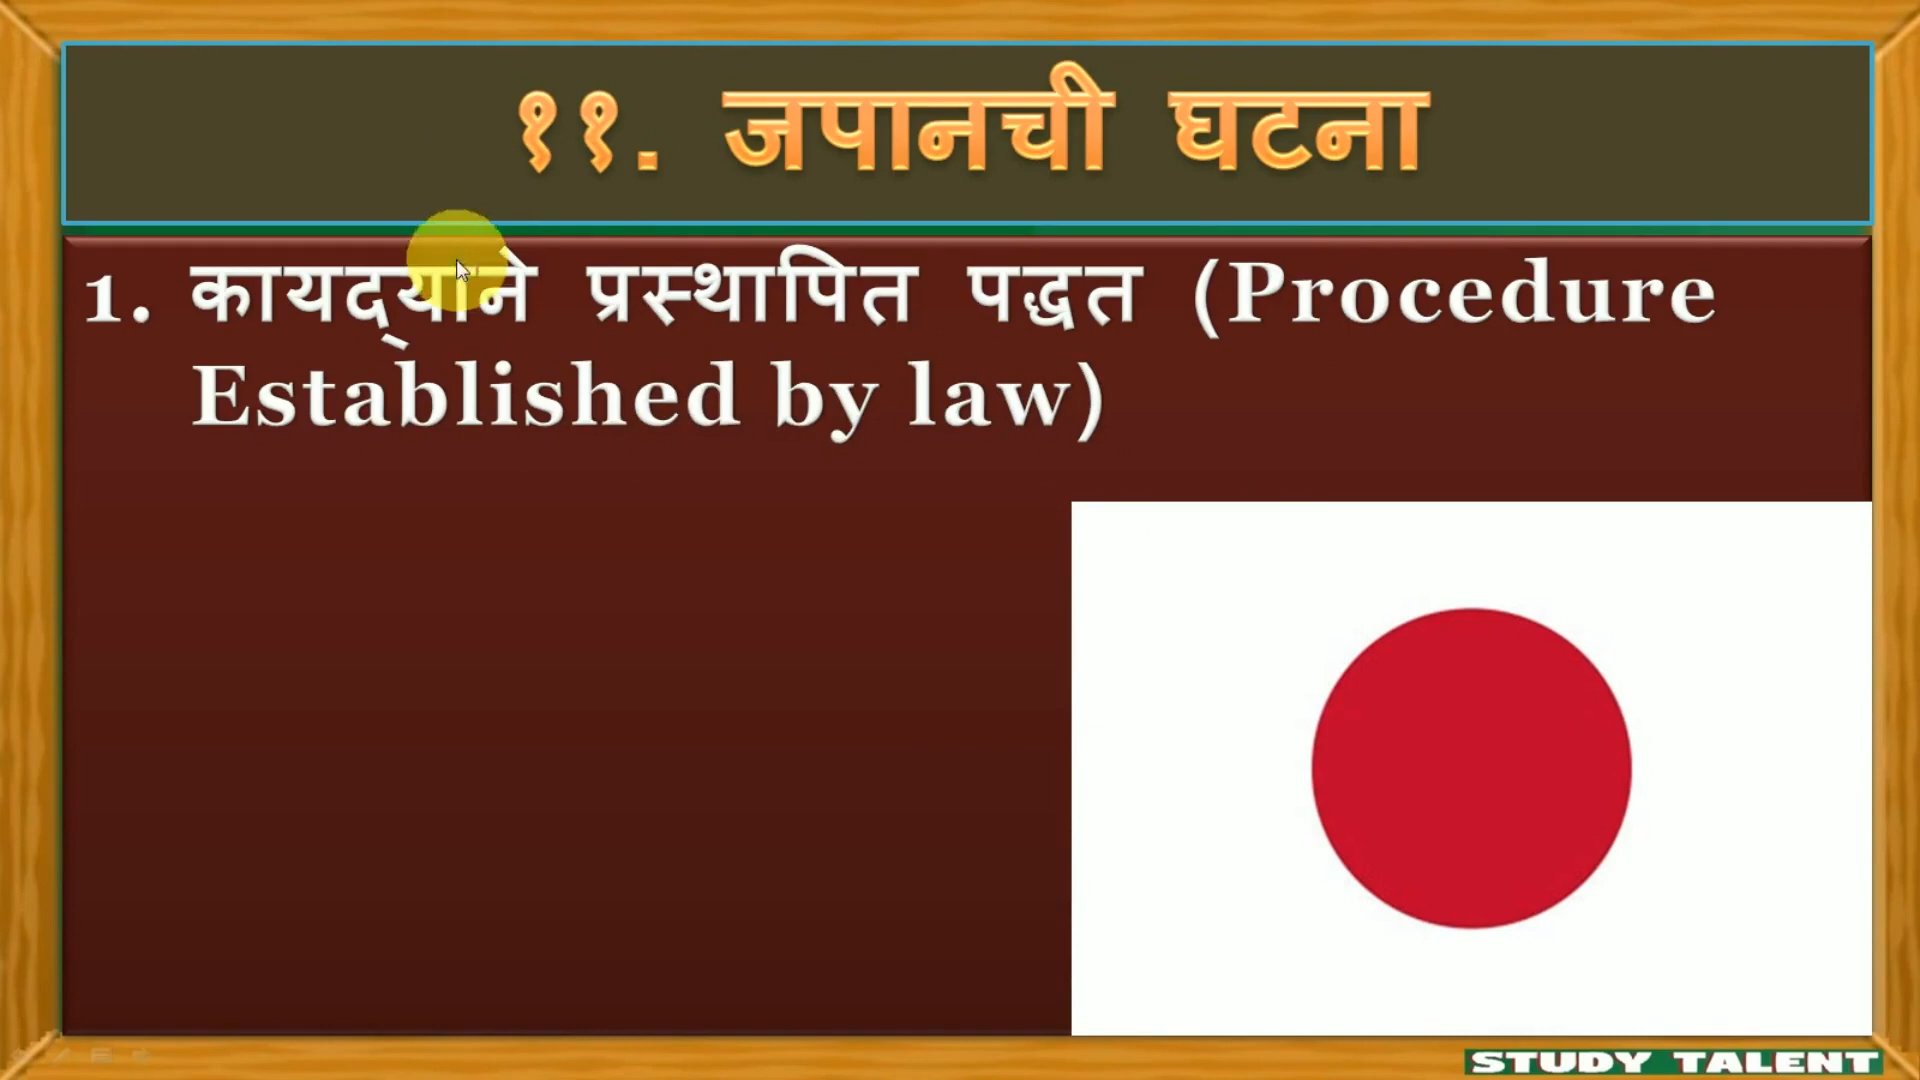 ११. जपानची घटना
1. कायद्‌याने प्रस्थापित पद्धत (Procedure
Established by law)
STUDY TALENT